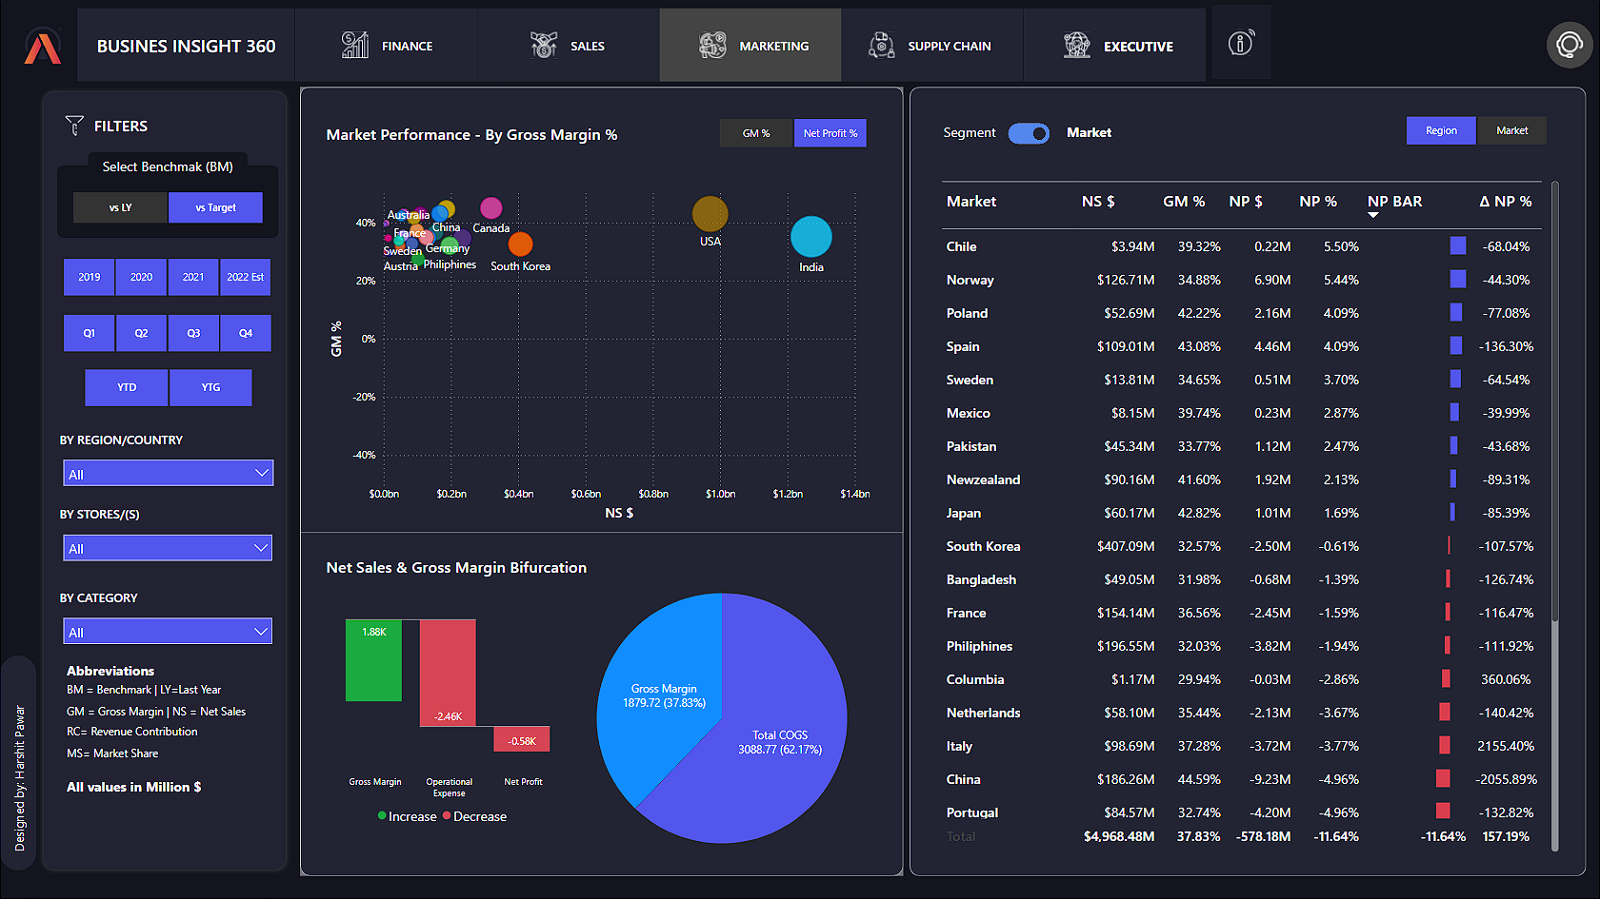 BUSINES INSIGHT 360
FINANCE
SALES
MARKETING
SUPPLY CHAIN
EXECUTIVE
FILTERS
Select Benchmak (BM)
vs LY
vs Target
2019
2020
2021
2022 Est
Q1
Q2
Q3
Q4
YTD
YTG
BY REGION/COUNTRY
All
BY STORES/(S)
All
BY CATEGORY
All
Abbreviations
BM = Benchmark | LY=Last Year
GM = Gross Margin | NS = Net Sales
RC= Revenue Contribution
MS= Market Share
All values in Million $
Designed by: Harshit Pawar
Market Performance - By Gross Margin %
GM %
Net Profit %
40%
20%
0%
-20%
-40%
GM %
Australia
China
Canada
France
Sweden
Germany
Austria
Philiphines
South Korea
USA
India
$0.0bn
$0.2bn
$0.4bn
$0.6bn
$0.8bn
$1.0bn
$1.2bn
$1.4bn
NS $
Net Sales & Gross Margin Bifurcation
1.88K
-2.46K
-0.58K
Gross Margin
Operational
Expense
Net Profit
Increase
Decrease
Gross Margin
1879.72 (37.83%)
Total COGS
3088.77 (62.17%)
Segment
Market
Region
Market
Market NS $ GM % NP $ NP % NP BAR Δ NP %
Chile $3.94M 39.32% 0.22M 5.50% -68.04%
Norway $126.71M 34.88% 6.90M 5.44% -44.30%
Poland $52.69M 42.22% 2.16M 4.09% -77.08%
Spain $109.01M 43.08% 4.46M 4.09% -136.30%
Sweden $13.81M 34.65% 0.51M 3.70% -64.54%
Mexico $8.15M 39.74% 0.23M 2.87% -39.99%
Pakistan $45.34M 33.77% 1.12M 2.47% -43.68%
Newzealand $90.16M 41.60% 1.92M 2.13% -89.31%
Japan $60.17M 42.82% 1.01M 1.69% -85.39%
South Korea $407.09M 32.57% -2.50M -0.61% -107.57%
Bangladesh $49.05M 31.98% -0.68M -1.39% -126.74%
France $154.14M 36.56% -2.45M -1.59% -116.47%
Philiphines $196.55M 32.03% -3.82M -1.94% -111.92%
Columbia $1.17M 29.94% -0.03M -2.86% 360.06%
Netherlands $58.10M 35.44% -2.13M -3.67% -140.42%
Italy $98.69M 37.28% -3.72M -3.77% 2155.40%
China $186.26M 44.59% -9.23M -4.96% -2055.89%
Portugal $84.57M 32.74% -4.20M -4.96% -132.82%
Total $4,968.48M 37.83% -578.18M -11.64% -11.64% 157.19%